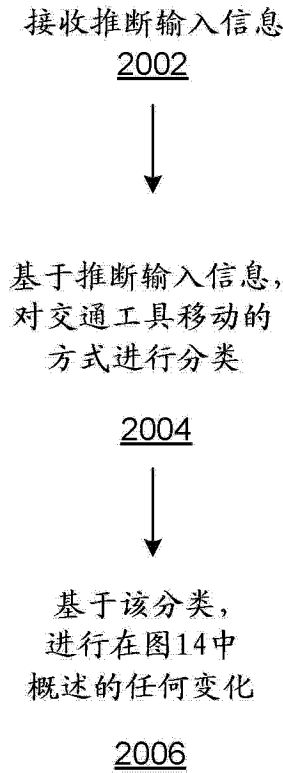 接收推断输入信息
2002
基于推断输入信息，
对交通工具移动的
方式进行分类
2004
基于该分类，
进行在图14中
概述的任何变化
2006